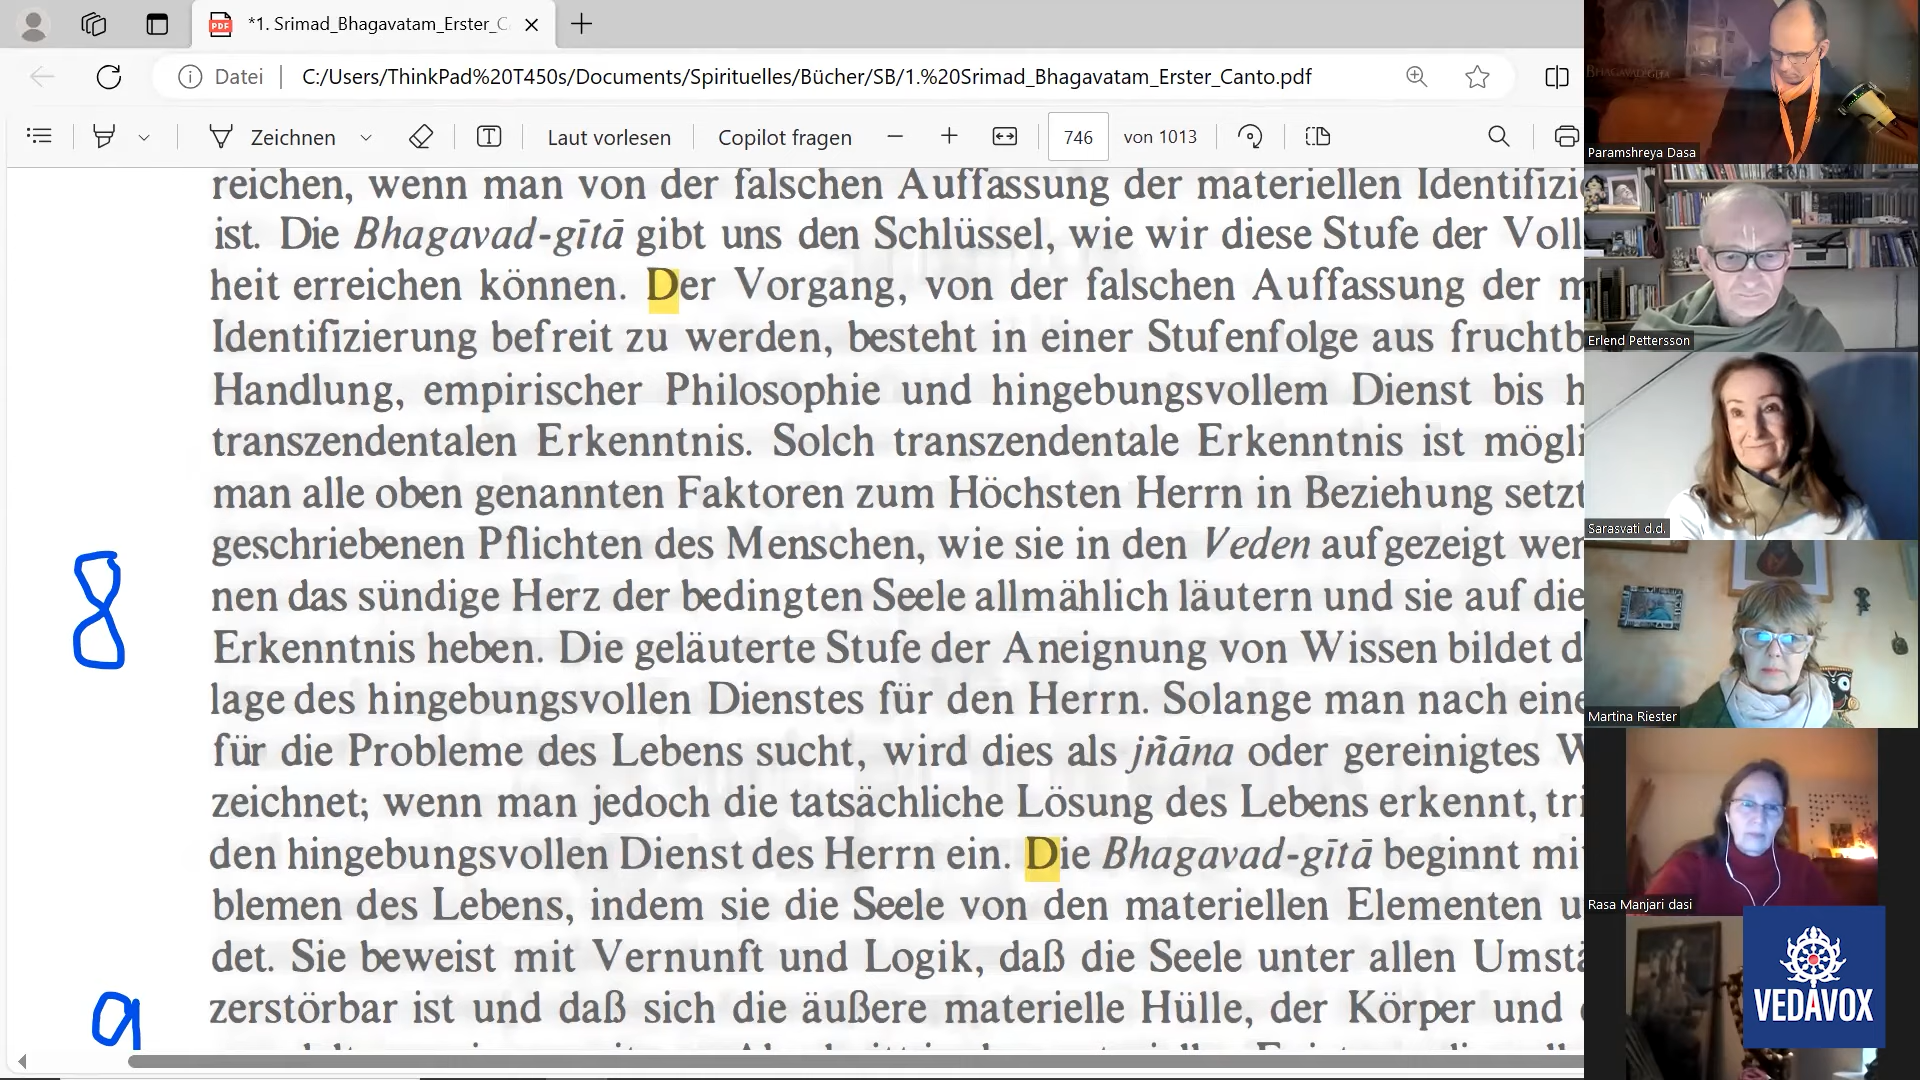 *1. Srimad_Bhagavatam_Erster_C
Datei
C:/Users/ThinkPad%20T450s/Documents/Spirituelles/Bücher/SB/1.%20Srimad_Bhagavatam_Erster_Canto.pdf
Zeichnen
Laut vorlesen
Copilot fragen
746 von 1013
reichen, wenn man von der falschen Auffassung der materiellen Identifizi
ist. Die Bhagavad-gītā gibt uns den Schlüssel, wie wir diese Stufe der Voll
heit erreichen können. Der Vorgang, von der falschen Auffassung der m
Identifizierung befreit zu werden, besteht in einer Stufenfolge aus fruchtb
Handlung, empirischer Philosophie und hingebungsvollem Dienst bis h
transzendentalen Erkenntnis. Solch transzendentale Erkenntnis ist mögli
man alle oben genannten Faktoren zum Höchsten Herrn in Beziehung setzt
geschriebenen Pflichten des Menschen, wie sie in den Veden aufgezeigt wer
8
nen das sündige Herz der bedingten Seele allmählich läutern und sie auf die
Erkenntnis heben. Die geläuterte Stufe der Aneignung von Wissen bildet d
lage des hingebungsvollen Dienstes für den Herrn. Solange man nach eine
für die Probleme des Lebens sucht, wird dies als jñāna oder gereinigtes W
zeichnet; wenn man jedoch die tatsächliche Lösung des Lebens erkennt, tri
den hingebungsvollen Dienst des Herrn ein. Die Bhagavad-gītā beginnt mit
blemen des Lebens, indem sie die Seele von den materiellen Elementen u
det. Sie beweist mit Vernunft und Logik, daß die Seele unter allen Umstä
9
zerstörbar ist und daß sich die äußere materielle Hülle, der Körper und
Paramshreya Dasa
Erlend Pettersson
Sarasvati d.d.
Martina Riester
Rasa Manjari dasi
VEDAVOX